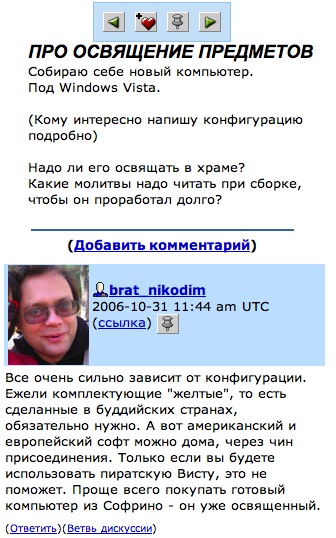 ПРО ОСВЯЩЕНИЕ ПРЕДМЕТОВ
Собираю себе новый компьютер.
Под Windows Vista.
(Кому интересно напишу конфигурацию
подробно)
Надо ли его освящать в храме?
Какие молитвы надо читать при сборке,
чтобы он проработал долго?
(Добавить комментарий)
brat_nikodim
2006-10-31 11:44 am UTC
(ссылка)
Все очень сильно зависит от конфигурации.
Ежели комплектующие "желтые", то есть
сделанные в буддийских странах,
обязательно нужно. А вот американский и
европейский софт можно дома, через чин
присоединения. Только если вы будете
использовать пиратскую Висту, это не
поможет. Проще всего покупать готовый
компьютер из Софрино - он уже освященный.
(Ответить)(Ветвь дискуссии)